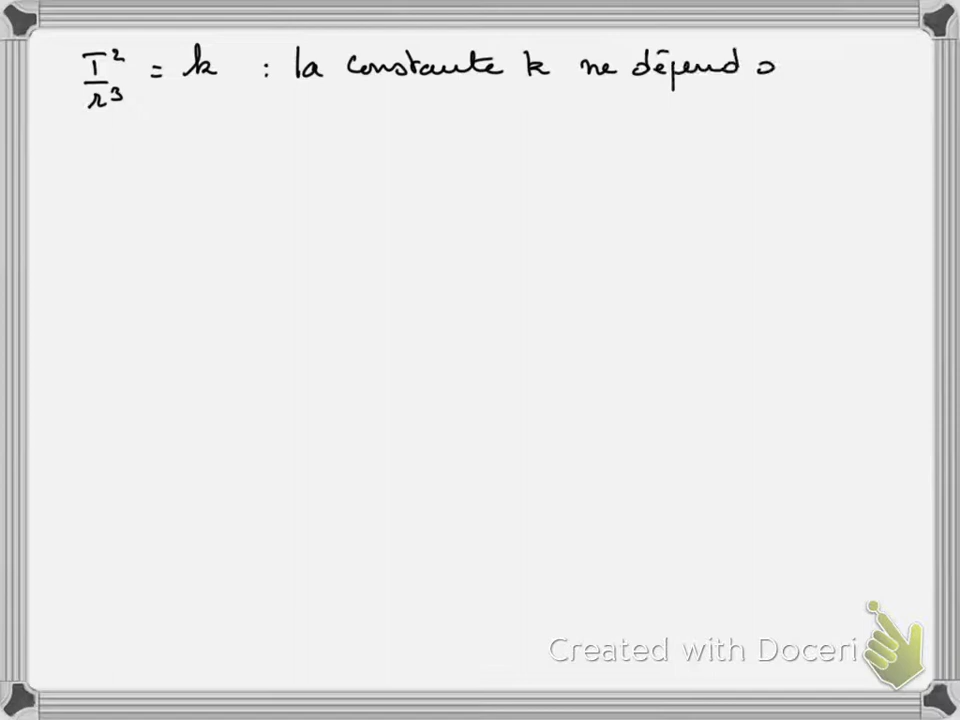 T²/r³ = k : la constante k ne dépend
Created with Doceri